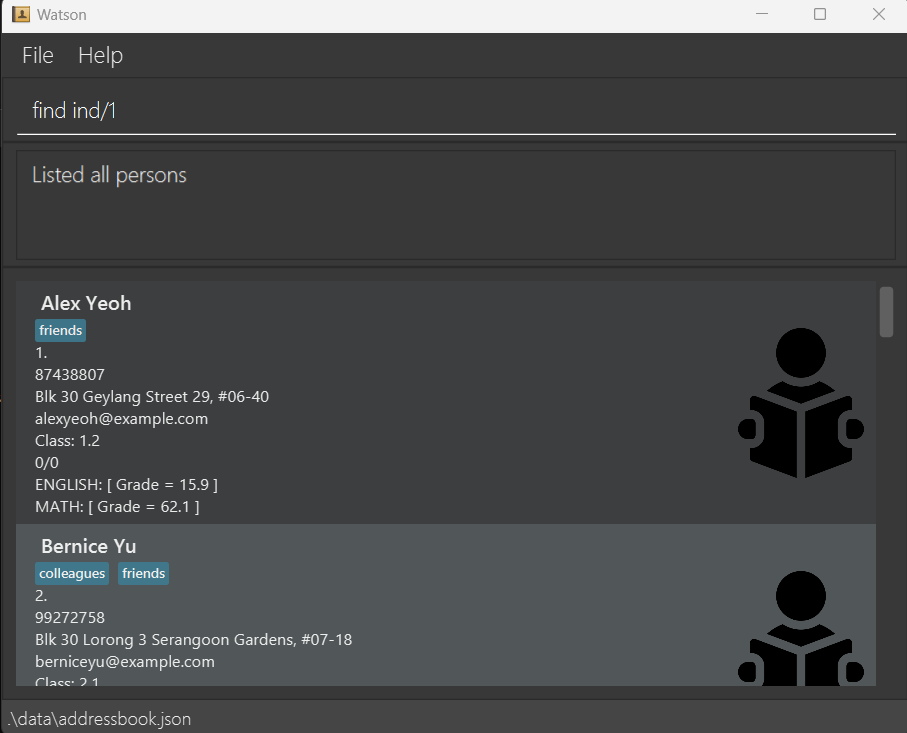 Watson
File Help
find ind/1
Listed all persons
Alex Yeoh
friends
1.
87438807
Blk 30 Geylang Street 29, #06-40
alexyeoh@example.com
Class: 1.2
0/0
ENGLISH: [ Grade = 15.9 ]
MATH: [ Grade = 62.1 ]
Bernice Yu
colleagues friends
2.
99272758
Blk 30 Lorong 3 Serangoon Gardens, #07-18
berniceyu@example.com
Class: 2.1
.\data\addressbook.json